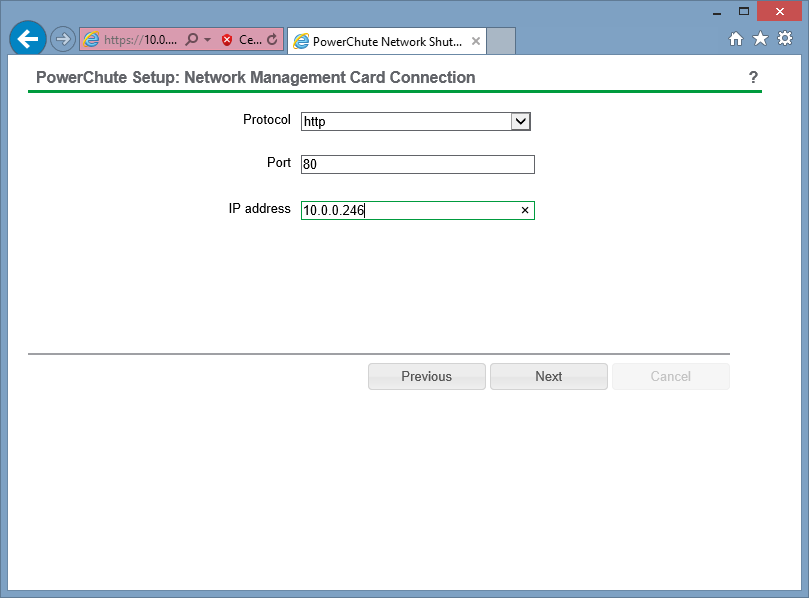 https://10.0.... Ce... PowerChute Network Shut...
PowerChute Setup: Network Management Card Connection ?
Protocol http
Port 80
IP address 10.0.0.246
Previous Next Cancel